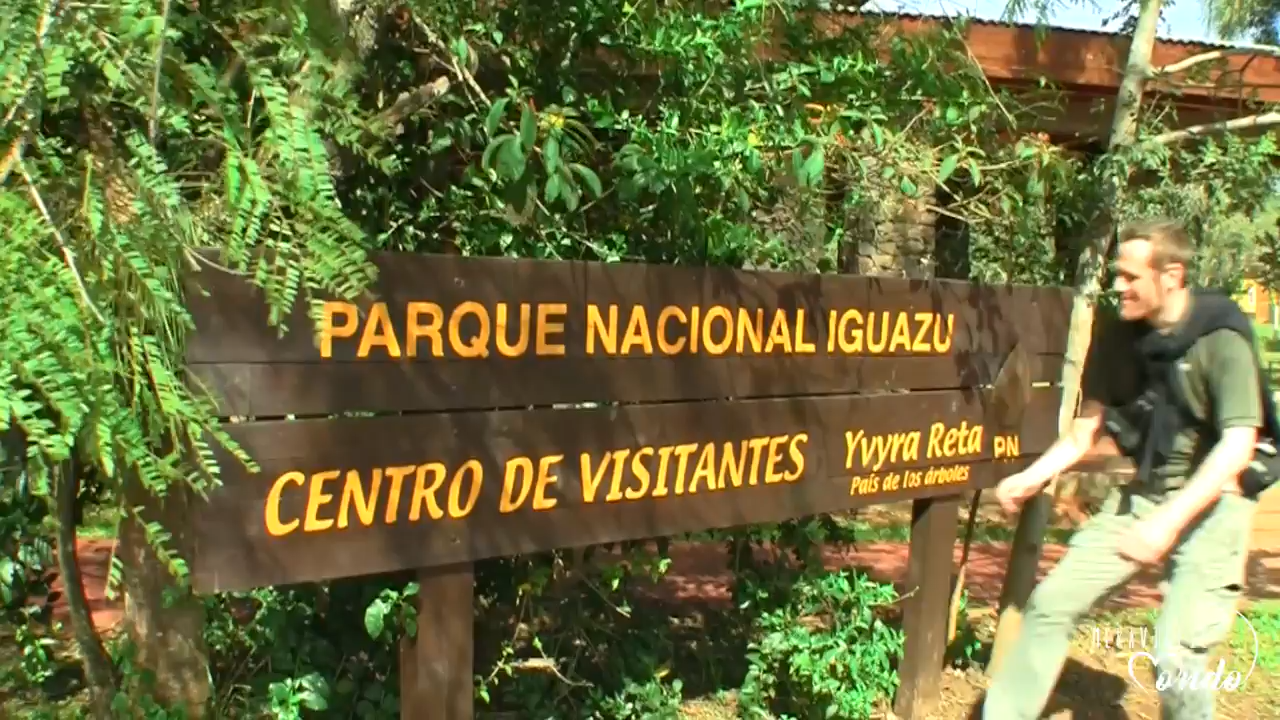 PARQUE NACIONAL IGUAZU
CENTRO DE VISITANTES
Yvyra Reta PN
País de los árboles